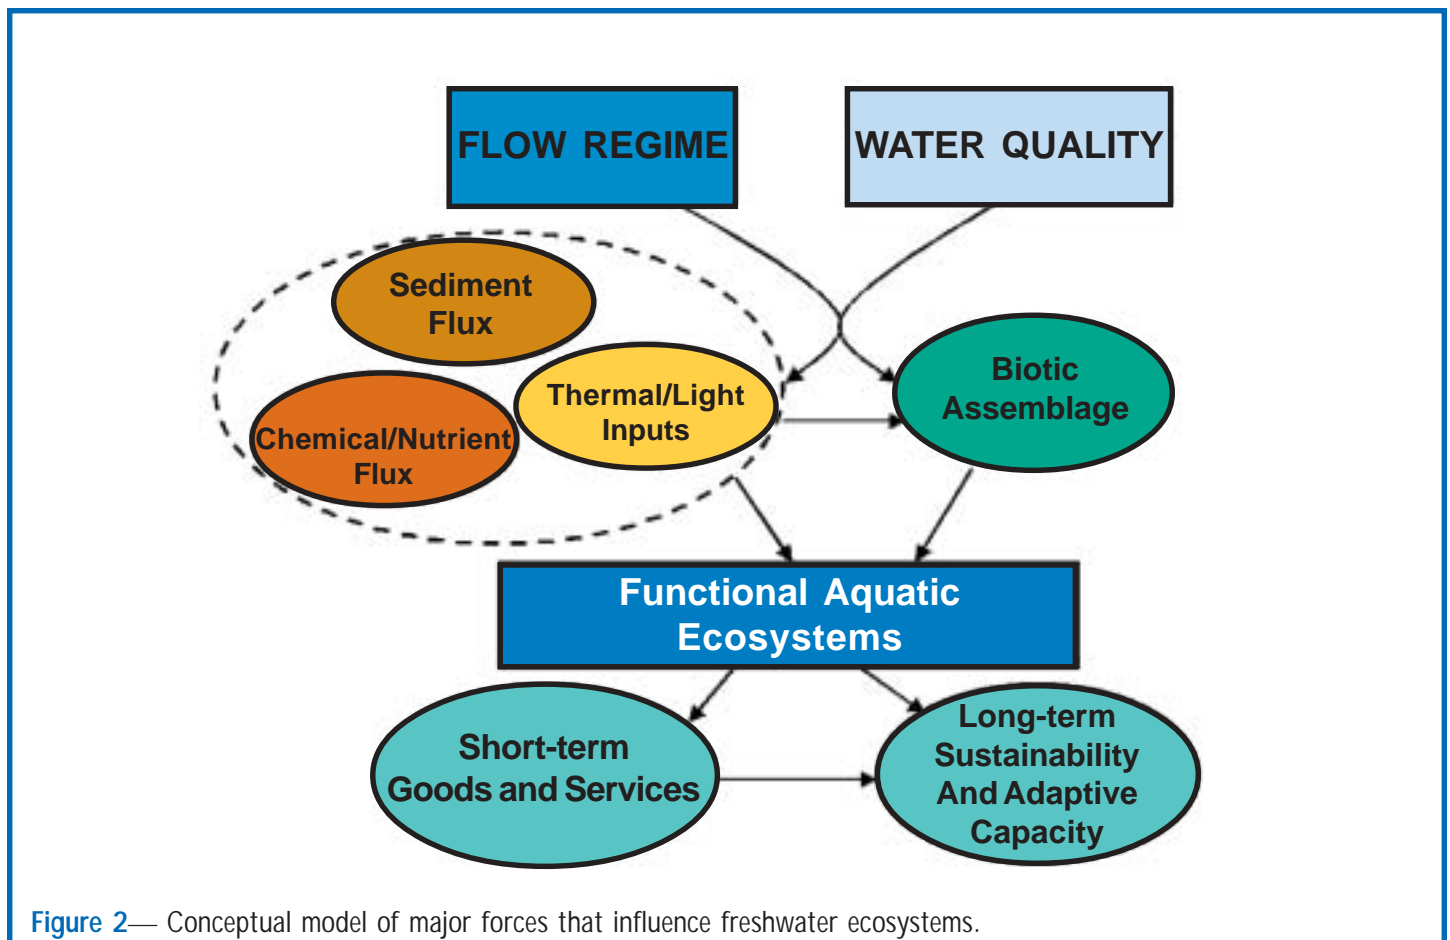 FLOW REGIME
WATER QUALITY
Sediment
Flux
Thermal/Light
Inputs
Chemical/Nutrient
Flux
Biotic
Assemblage
Functional Aquatic
Ecosystems
Short-term
Goods and Services
Long-term
Sustainability
And Adaptive
Capacity
Figure 2— Conceptual model of major forces that influence freshwater ecosystems.